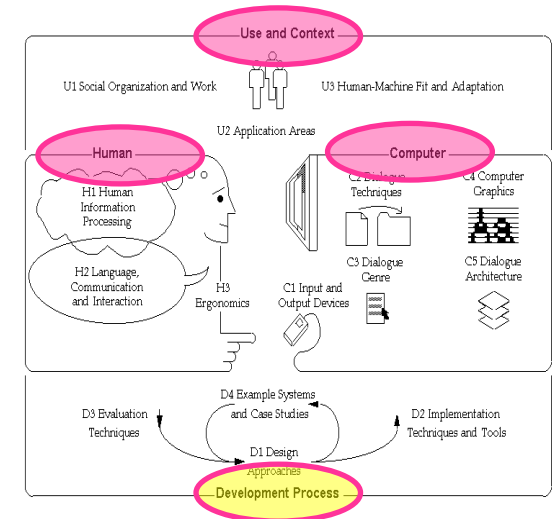 Use and Context
U1 Social Organization and Work
U3 Human-Machine Fit and Adaptation
U2 Application Areas
Human
Computer
H1 Human
Information
Processing
C2 Dialogue
Techniques
C4 Computer
Graphics
H2 Language,
Communication
and Interaction
H3
Ergonomics
C1 Input and
Output Devices
C3 Dialogue
Genre
C5 Dialogue
Architecture
D4 Example Systems
and Case Studies
D3 Evaluation
Techniques
D2 Implementation
Techniques and Tools
D1 Design
Approaches
Development Process